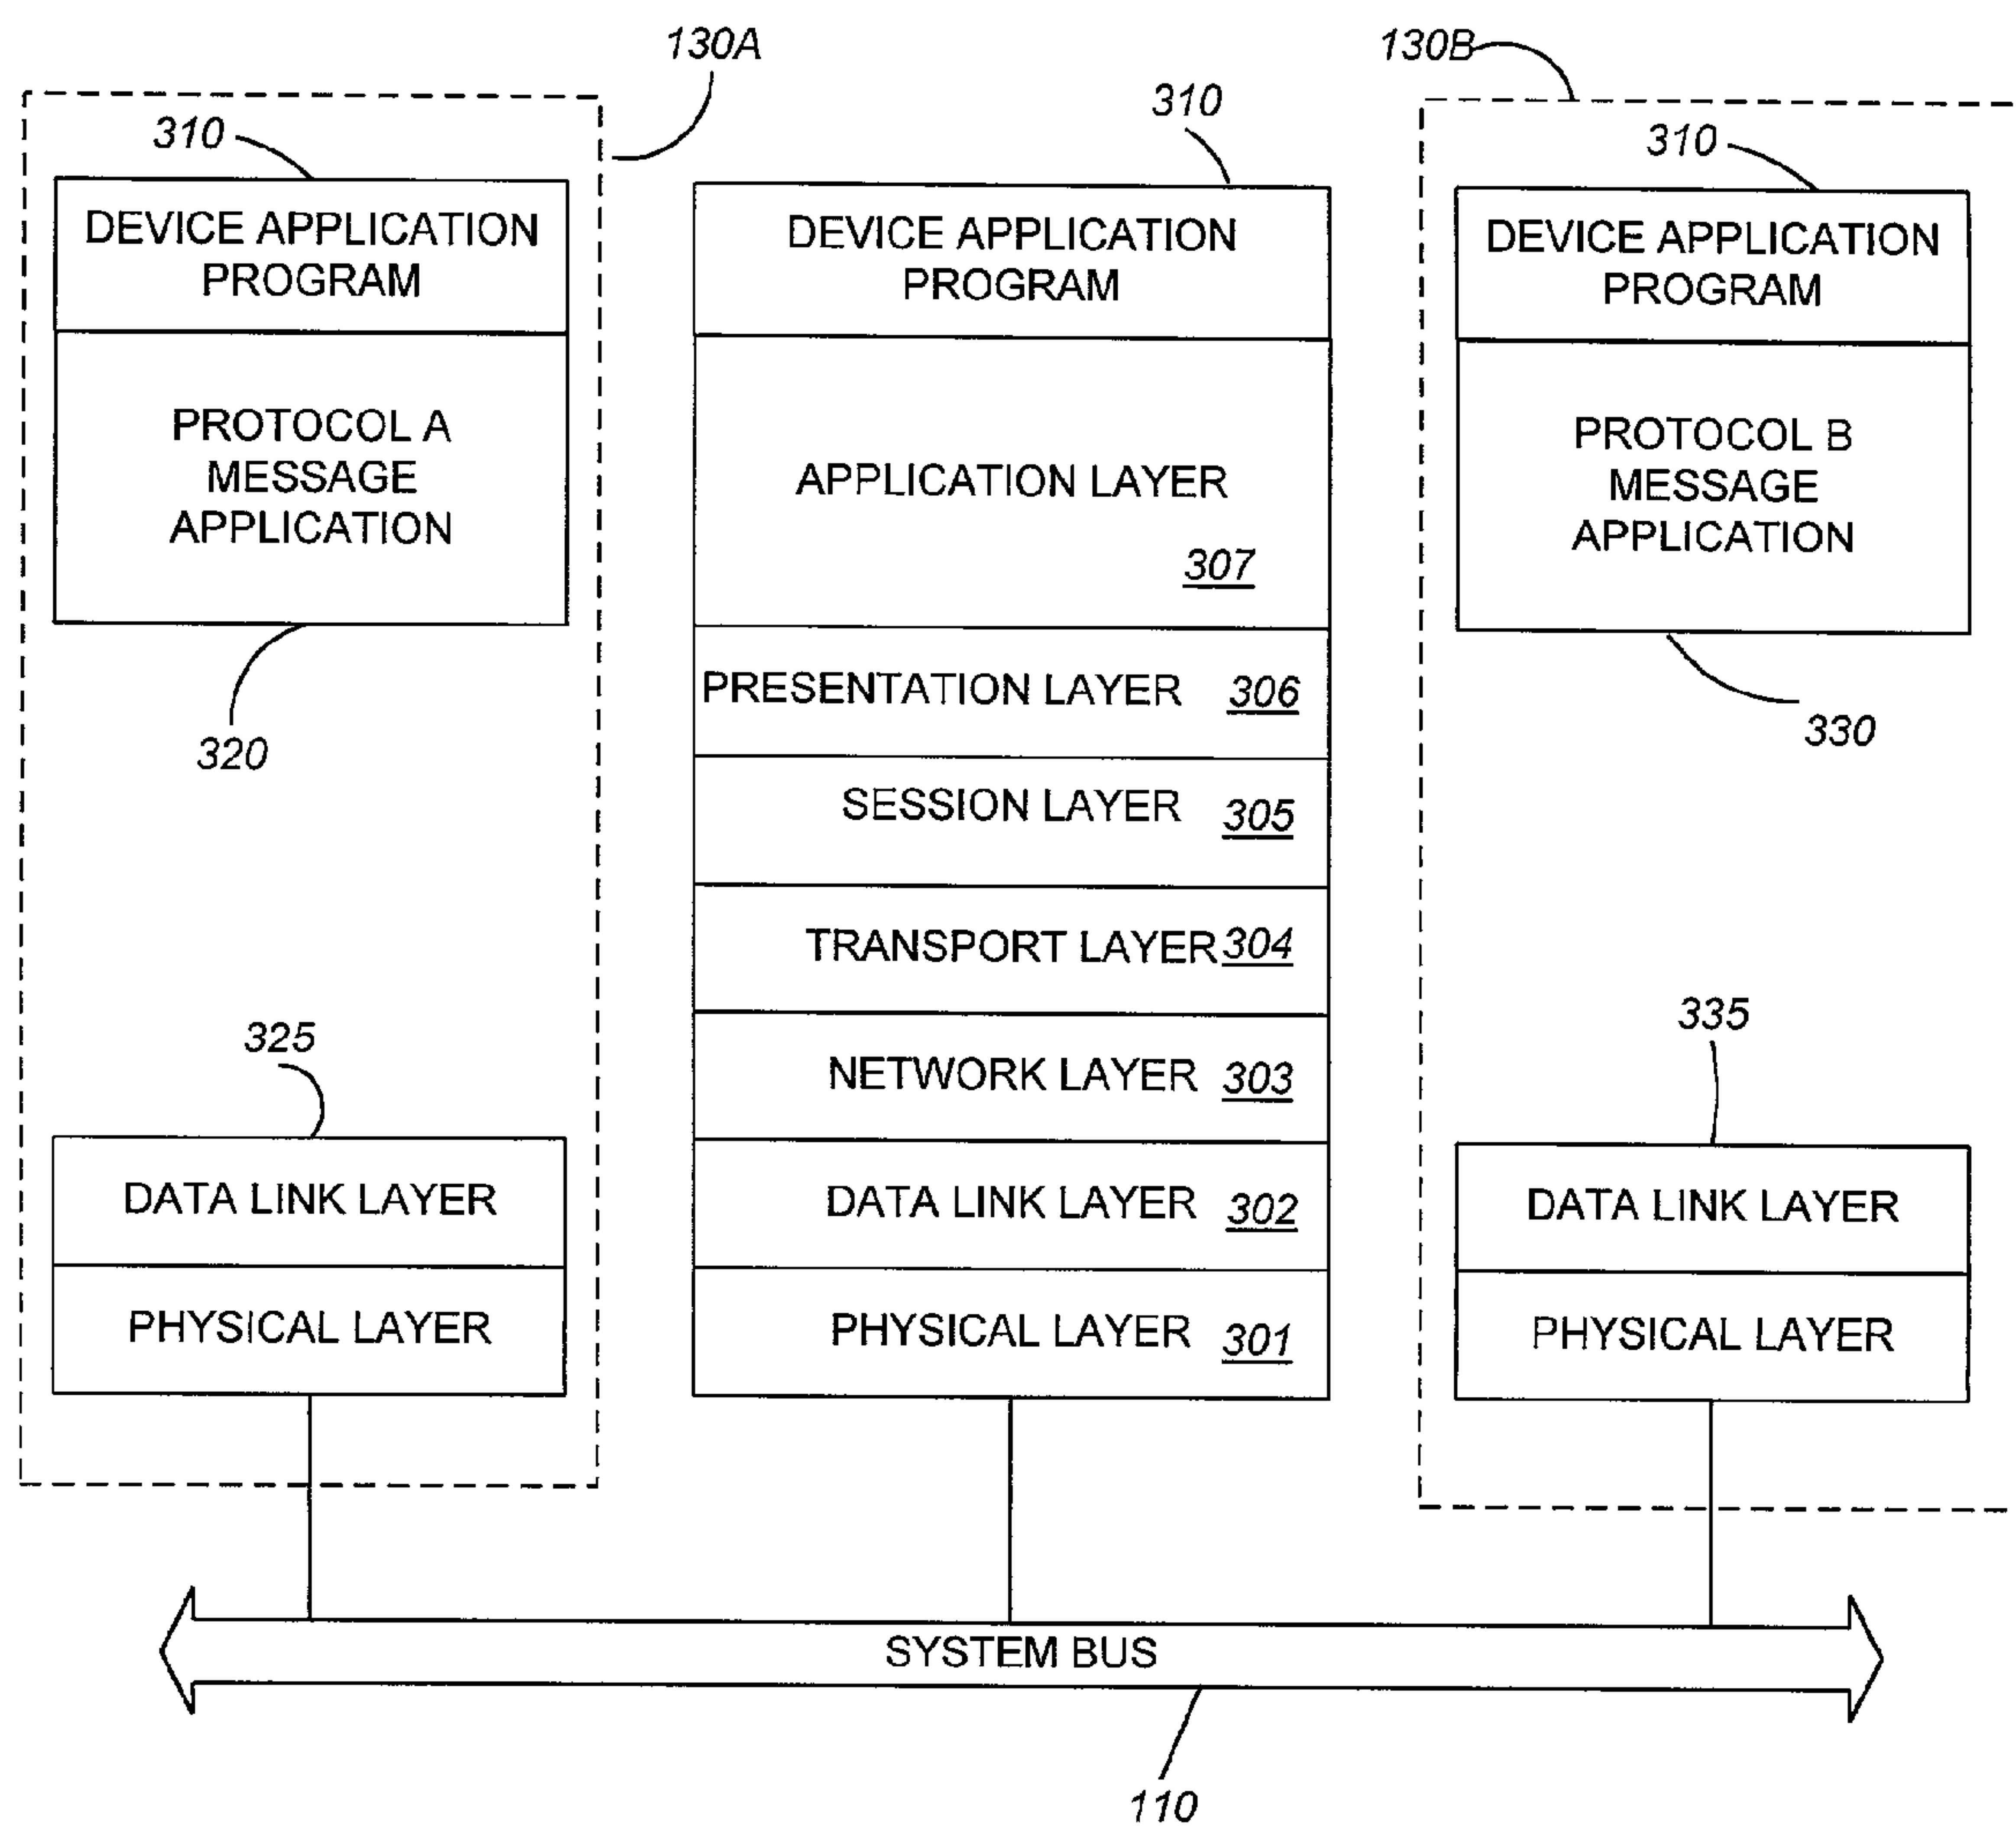 130A
130B
310
310
310
DEVICE APPLICATION
PROGRAM
DEVICE APPLICATION
PROGRAM
DEVICE APPLICATION
PROGRAM
PROTOCOL A
MESSAGE
APPLICATION
APPLICATION LAYER
307
PROTOCOL B
MESSAGE
APPLICATION
320
PRESENTATION LAYER 306
330
SESSION LAYER 305
TRANSPORT LAYER 304
325
NETWORK LAYER 303
335
DATA LINK LAYER
DATA LINK LAYER 302
DATA LINK LAYER
PHYSICAL LAYER
PHYSICAL LAYER 301
PHYSICAL LAYER
SYSTEM BUS
110